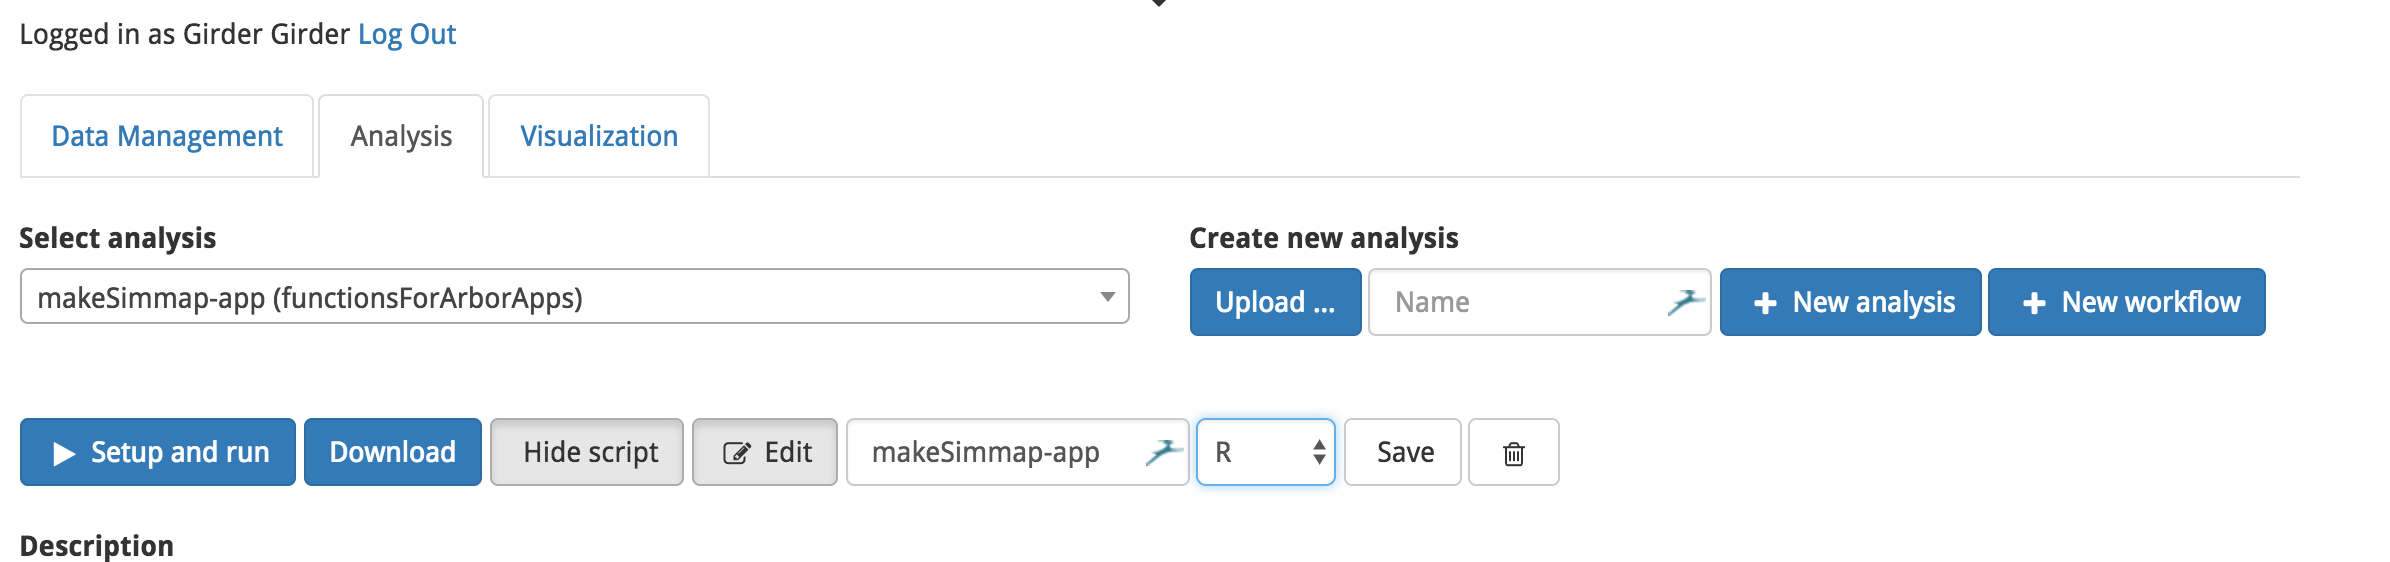 Logged in as Girder Girder Log Out
Data Management Analysis Visualization
Select analysis
makeSimmap-app (functionsForArborApps)
Create new analysis
Upload ... Name New analysis New workflow
Setup and run Download Hide script Edit makeSimmap-app R Save
Description